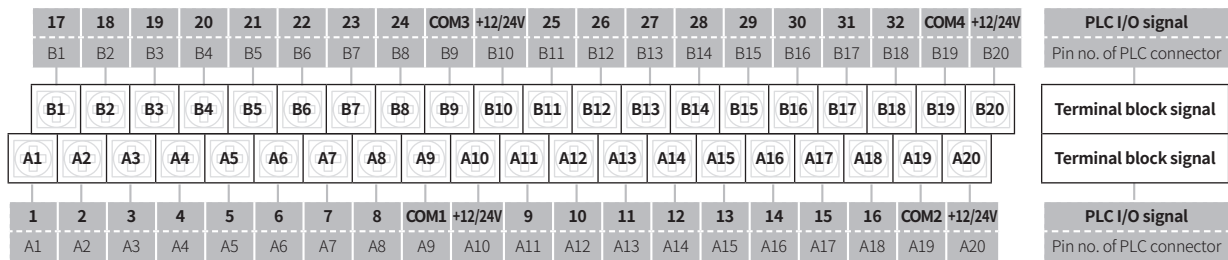 17 18 19 20 21 22 23 24 COM3 +12/24V 25 26 27 28 29 30 31 32 COM4 +12/24V PLC I/O signal
B1 B2 B3 B4 B5 B6 B7 B8 B9 B10 B11 B12 B13 B14 B15 B16 B17 B18 B19 B20 Pin no. of PLC connector
B1 B2 B3 B4 B5 B6 B7 B8 B9 B10 B11 B12 B13 B14 B15 B16 B17 B18 B19 B20 Terminal block signal
A1 A2 A3 A4 A5 A6 A7 A8 A9 A10 A11 A12 A13 A14 A15 A16 A17 A18 A19 A20 Terminal block signal
1 2 3 4 5 6 7 8 COM1 +12/24V 9 10 11 12 13 14 15 16 COM2 +12/24V PLC I/O signal
A1 A2 A3 A4 A5 A6 A7 A8 A9 A10 A11 A12 A13 A14 A15 A16 A17 A18 A19 A20 Pin no. of PLC connector